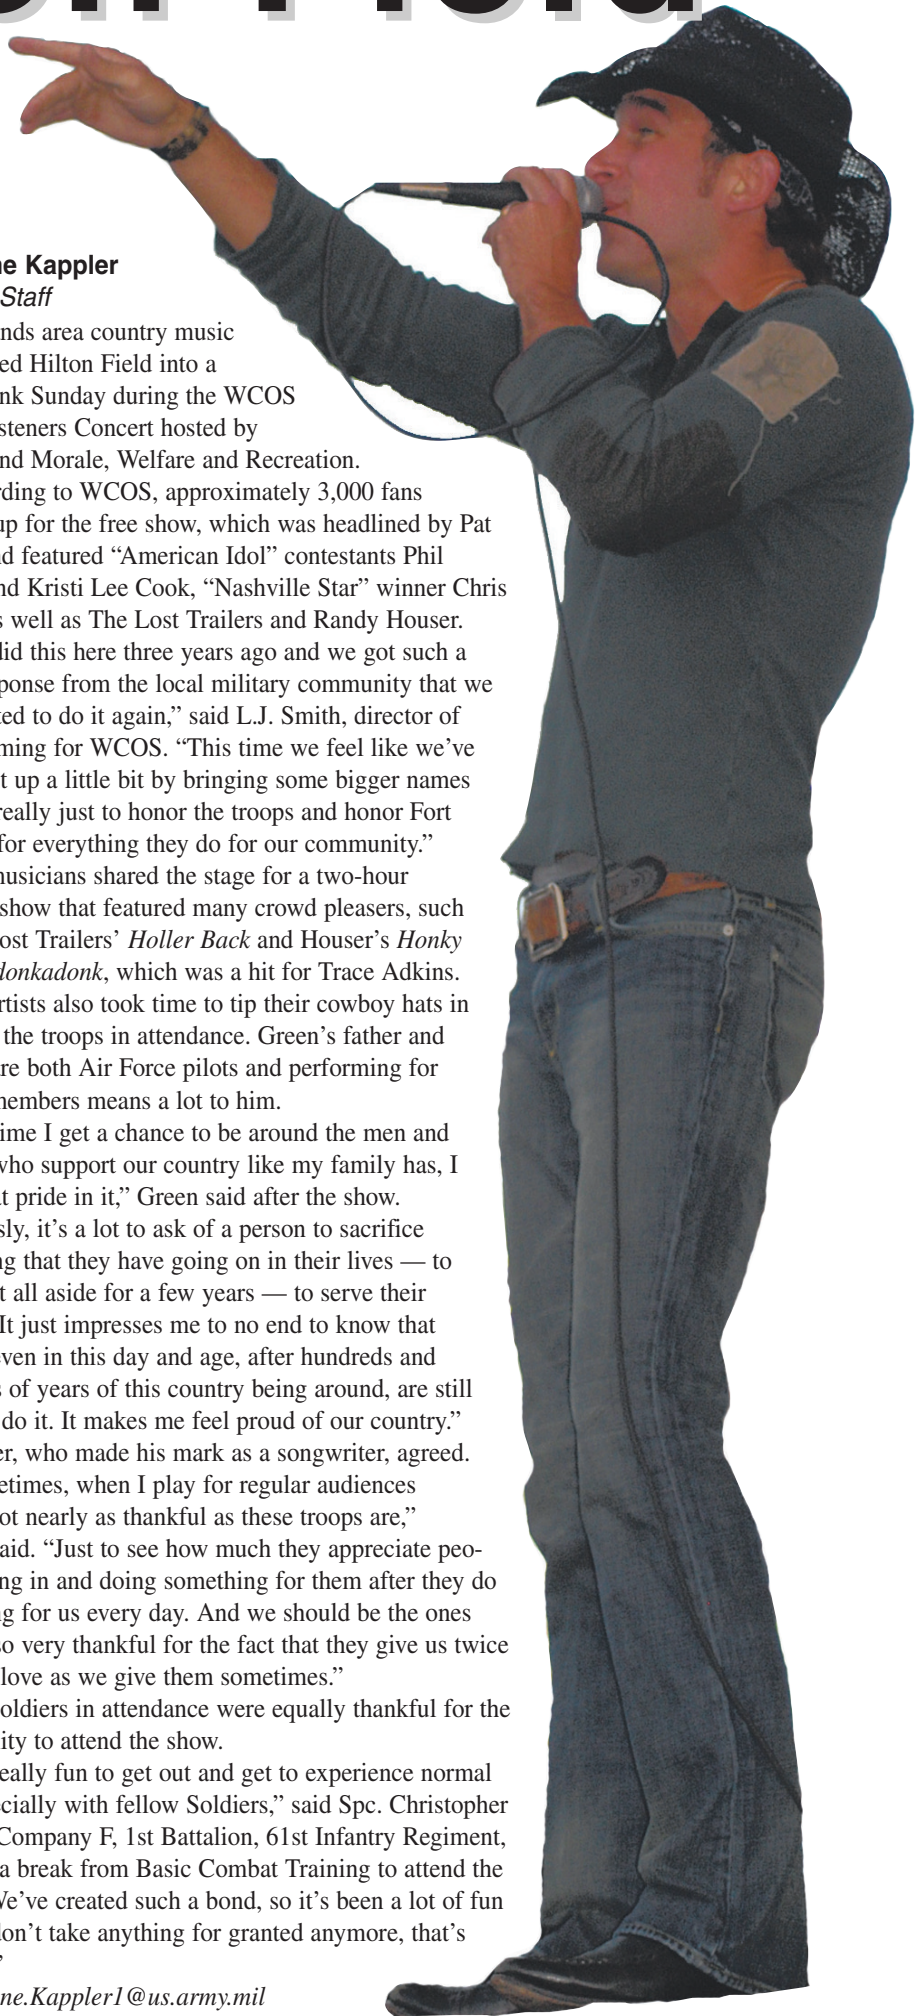 ne Kappler
Staff
nds area country music
ed Hilton Field into a
nk Sunday during the WCOS
steners Concert hosted by
nd Morale, Welfare and Recreation.
rding to WCOS, approximately 3,000 fans
up for the free show, which was headlined by Pat
nd featured “American Idol” contestants Phil
nd Kristi Lee Cook, “Nashville Star” winner Chris
s well as The Lost Trailers and Randy Houser.
did this here three years ago and we got such a
ponse from the local military community that we
ted to do it again,” said L.J. Smith, director of
ming for WCOS. “This time we feel like we’ve
t up a little bit by bringing some bigger names
really just to honor the troops and honor Fort
for everything they do for our community.”
musicians shared the stage for a two-hour
show that featured many crowd pleasers, such
ost Trailers’ Holler Back and Houser’s Honky
donkadonk, which was a hit for Trace Adkins.
rtists also took time to tip their cowboy hats in
the troops in attendance. Green’s father and
re both Air Force pilots and performing for
members means a lot to him.
ime I get a chance to be around the men and
who support our country like my family has, I
at pride in it,” Green said after the show.
sly, it’s a lot to ask of a person to sacrifice
ng that they have going on in their lives — to
t all aside for a few years — to serve their
It just impresses me to no end to know that
even in this day and age, after hundreds and
s of years of this country being around, are still
do it. It makes me feel proud of our country.”
er, who made his mark as a songwriter, agreed.
etimes, when I play for regular audiences
ot nearly as thankful as these troops are,”
aid. “Just to see how much they appreciate peo-
ng in and doing something for them after they do
ng for us every day. And we should be the ones
so very thankful for the fact that they give us twice
love as we give them sometimes.”
oldiers in attendance were equally thankful for the
ity to attend the show.
eally fun to get out and get to experience normal
cially with fellow Soldiers,” said Spc. Christopher
Company F, 1st Battalion, 61st Infantry Regiment,
a break from Basic Combat Training to attend the
We’ve created such a bond, so it’s been a lot of fun
don’t take anything for granted anymore, that’s
”
ne.Kappler1@us.army.mil